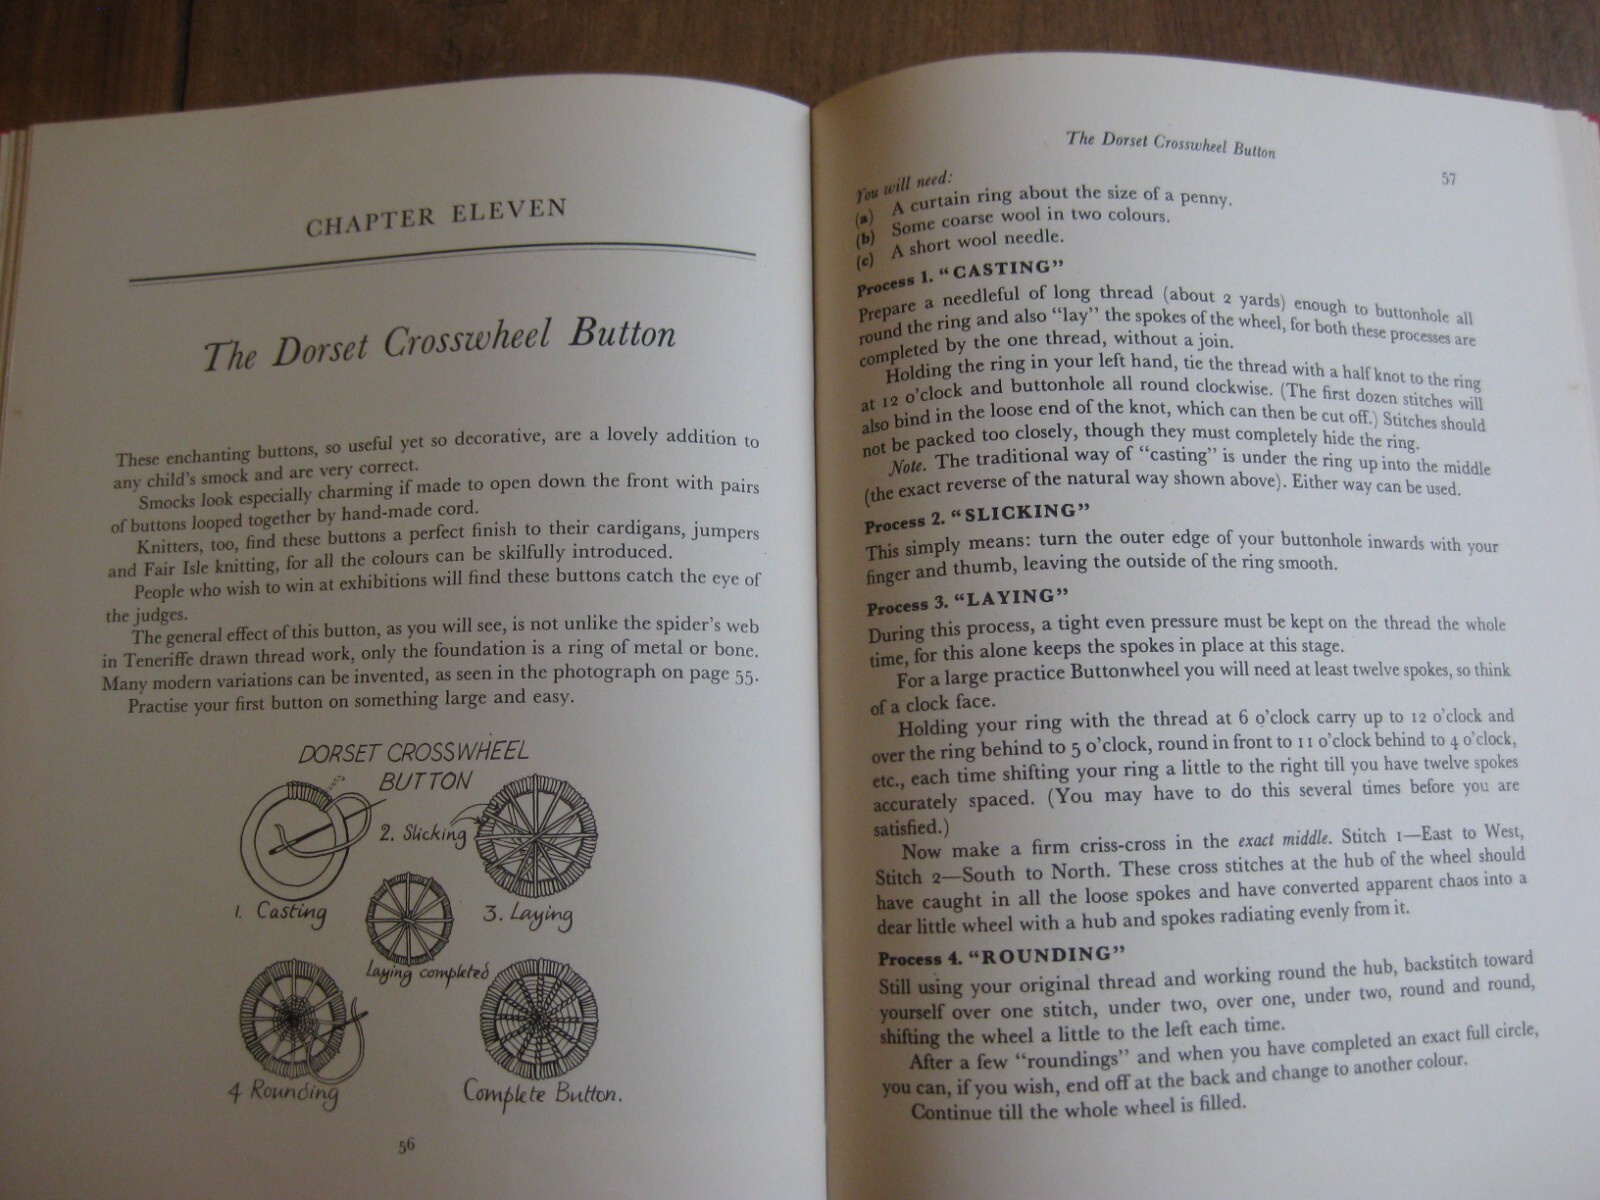 CHAPTER ELEVEN
The Dorset Crosswheel Button
These enchanting buttons, so useful yet so decorative, are a lovely addition to
any child's smock and are very correct.
Smocks look especially charming if made to open down the front with pairs
of buttons looped together by hand-made cord.
Knitters, too, find these buttons a perfect finish to their cardigans, jumpers
and Fair Isle knitting, for all the colours can be skilfully introduced.
People who wish to win at exhibitions will find these buttons catch the eye of
the judges.
The general effect of this button, as you will see, is not unlike the spider's web
in Teneriffe drawn thread work, only the foundation is a ring of metal or bone.
Many modern variations can be invented, as seen in the photograph on page 55.
Practise your first button on something large and easy.
DORSET CROSSWHEEL
BUTTON
2. Slicking
1. Casting
3. Laying
Laying completed
4 Rounding
Complete Button.
56
The Dorset Crosswheel Button
57
You will need:
(a) A curtain ring about the size of a penny.
(b) Some coarse wool in two colours.
(c) A short wool needle.
Process 1. "CASTING"
Prepare a needleful of long thread (about 2 yards) enough to buttonhole all
round the ring and also "lay" the spokes of the wheel, for both these processes are
completed by the one thread, without a join.
Holding the ring in your left hand, tie the thread with a half knot to the ring
at 12 o'clock and buttonhole all round clockwise. (The first dozen stitches will
also bind in the loose end of the knot, which can then be cut off.) Stitches should
not be packed too closely, though they must completely hide the ring.
Note. The traditional way of "casting" is under the ring up into the middle
(the exact reverse of the natural way shown above). Either way can be used.
Process 2. "SLICKING"
This simply means: turn the outer edge of your buttonhole inwards with your
finger and thumb, leaving the outside of the ring smooth.
Process 3. "LAYING"
During this process, a tight even pressure must be kept on the thread the whole
time, for this alone keeps the spokes in place at this stage.
For a large practice Buttonwheel you will need at least twelve spokes, so think
of a clock face.
Holding your ring with the thread at 6 o'clock carry up to 12 o'clock and
over the ring behind to 5 o'clock, round in front to 11 o'clock behind to 4 o'clock,
etc., each time shifting your ring a little to the right till you have twelve spokes
accurately spaced. (You may have to do this several times before you are
satisfied.)
Now make a firm criss-cross in the exact middle. Stitch 1—East to West,
Stitch 2—South to North. These cross stitches at the hub of the wheel should
have caught in all the loose spokes and have converted apparent chaos into a
dear little wheel with a hub and spokes radiating evenly from it.
Process 4. "ROUNDING"
Still using your original thread and working round the hub, backstitch toward
yourself over one stitch, under two, over one, under two, round and round,
shifting the wheel a little to the left each time.
After a few "roundings" and when you have completed an exact full circle,
you can, if you wish, end off at the back and change to another colour.
Continue till the whole wheel is filled.